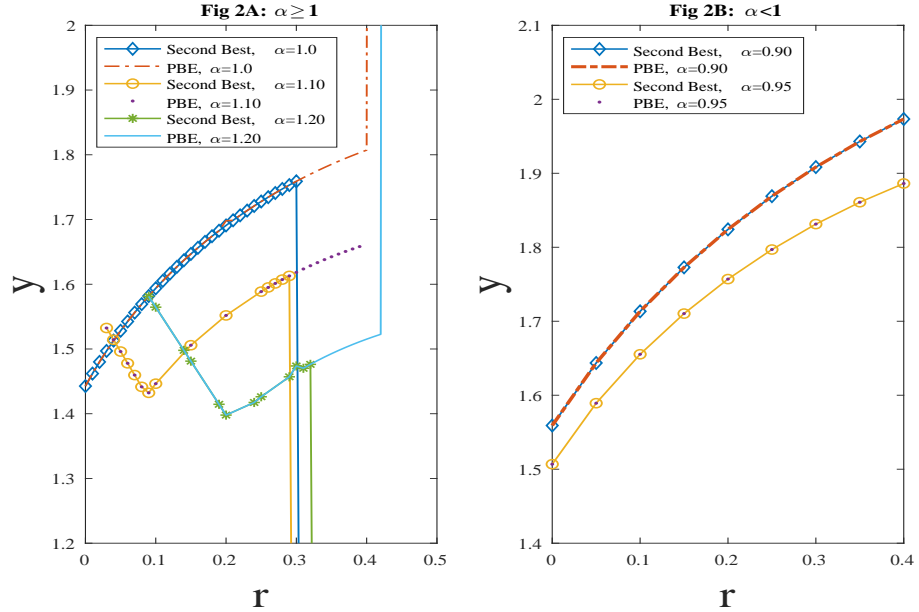 Fig 2A: α≥1
2
1.9
1.8
1.7
1.6
1.5
1.4
1.3
1.2
0
0.1
0.2
0.3
0.4
0.5
y
r
Second Best, α=1.0
PBE, α=1.0
Second Best, α=1.10
PBE, α=1.10
Second Best, α=1.20
PBE, α=1.20
Fig 2B: α<1
2.1
2
1.9
1.8
1.7
1.6
1.5
1.4
0
0.1
0.2
0.3
0.4
y
r
Second Best, α=0.90
PBE, α=0.90
Second Best, α=0.95
PBE, α=0.95